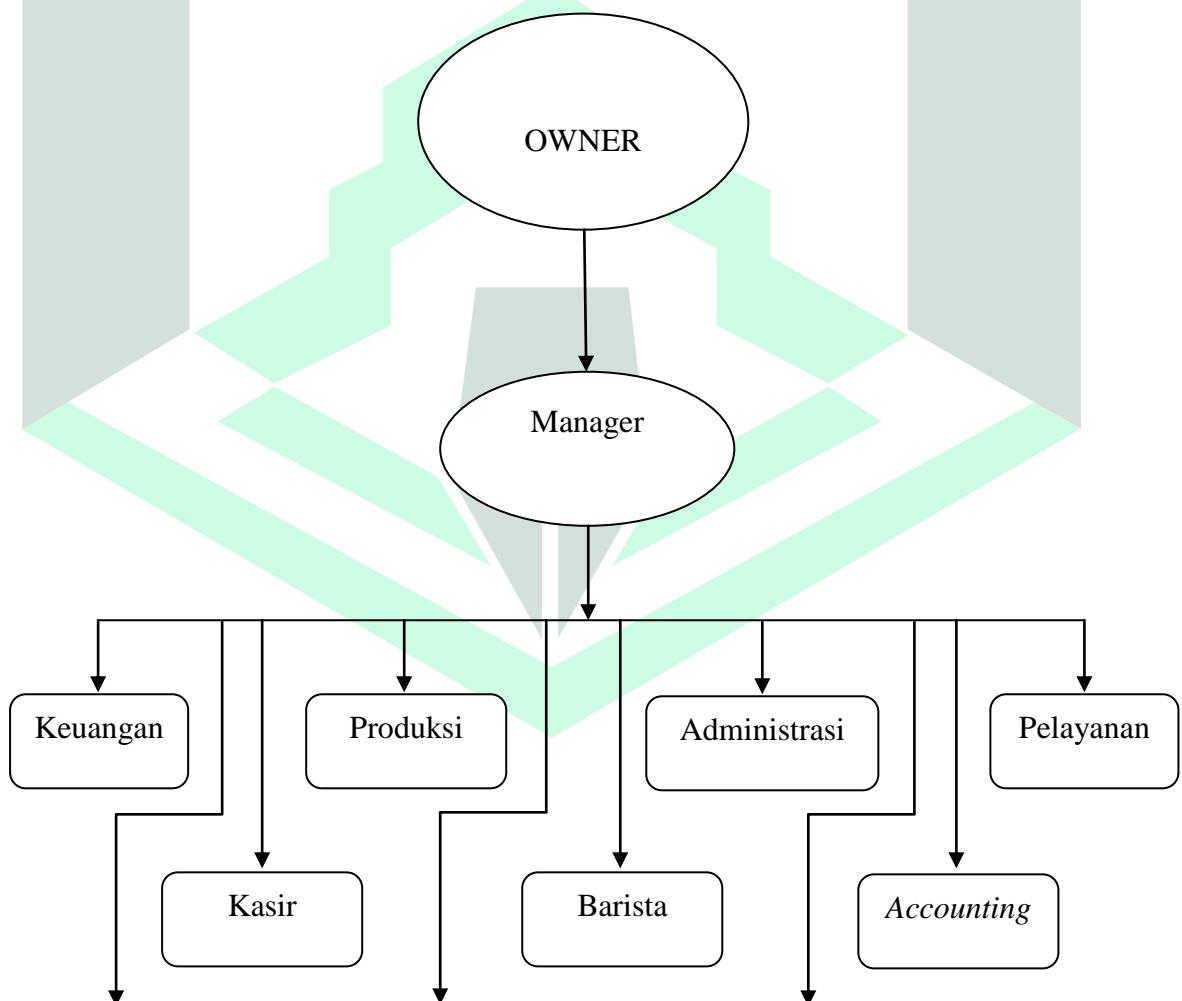 OWNER
Manager
Keuangan
Produksi
Administrasi
Pelayanan
Kasir
Barista
Accounting